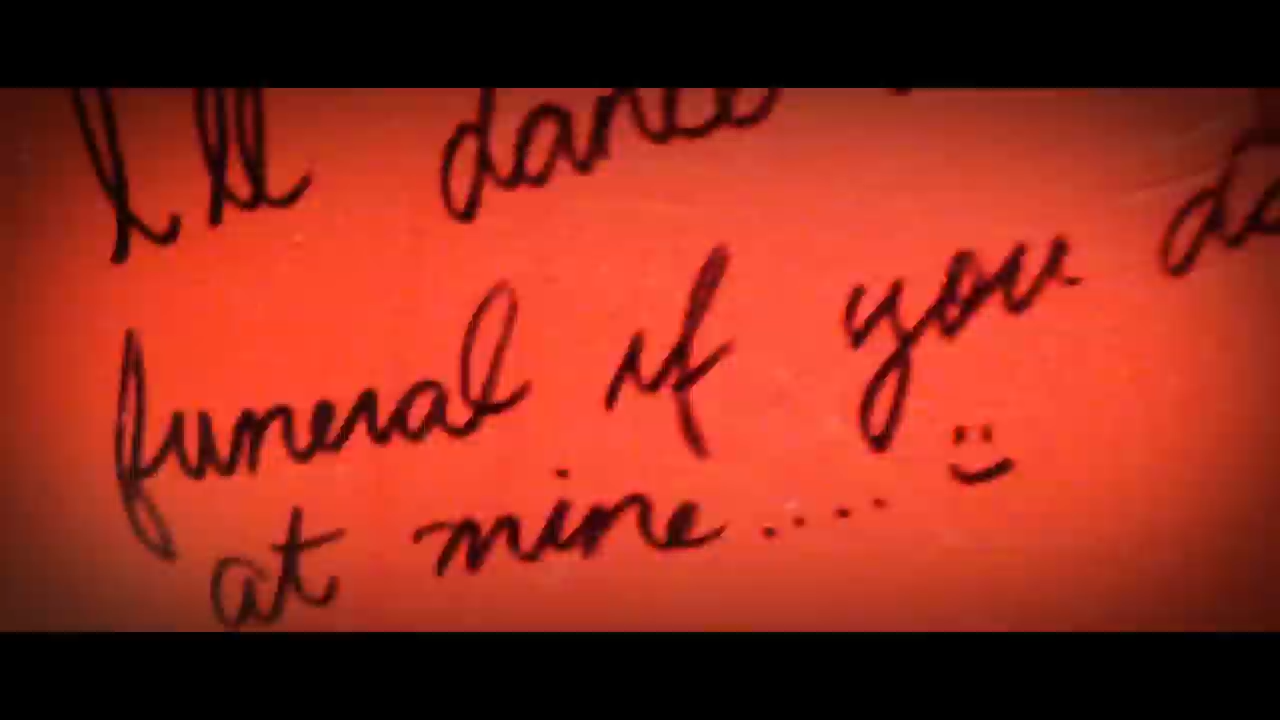 I'll dance
funeral if you
at mine.... :)